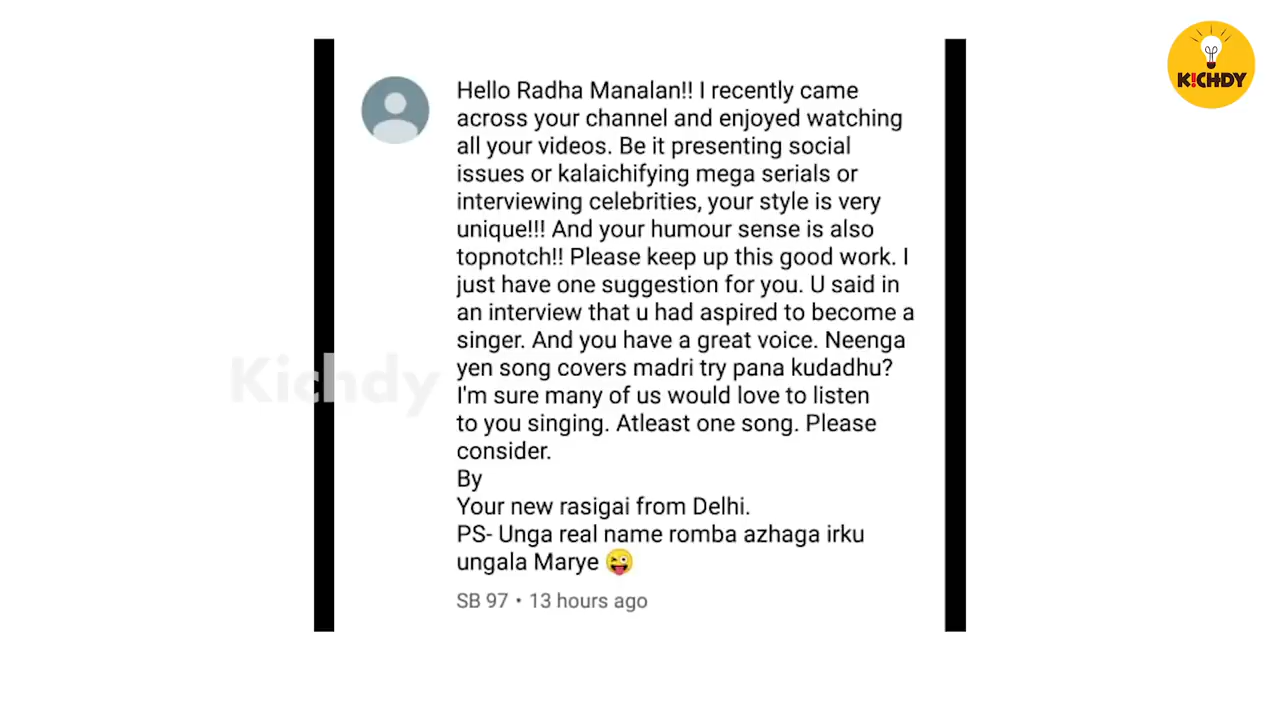 K!CHDY
Hello Radha Manalan!! I recently came
across your channel and enjoyed watching
all your videos. Be it presenting social
issues or kalaichifying mega serials or
interviewing celebrities, your style is very
unique!!! And your humour sense is also
topnotch!! Please keep up this good work. I
just have one suggestion for you. U said in
an interview that u had aspired to become a
singer. And you have a great voice. Neenga
yen song covers madri try pana kudadhu?
I'm sure many of us would love to listen
to you singing. Atleast one song. Please
consider.
By
Your new rasigai from Delhi.
PS- Unga real name romba azhaga irku
ungala Marye 😜
SB 97 • 13 hours ago
Kichdy